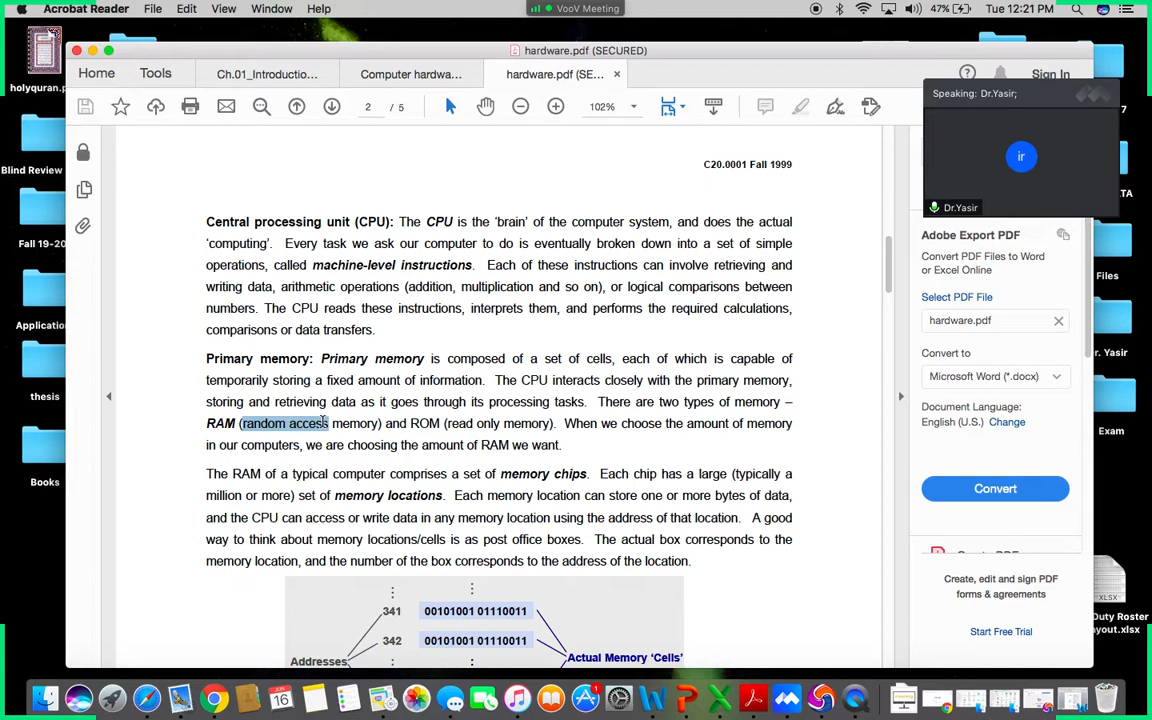 Acrobat Reader File Edit View Window Help
VooV Meeting
47% Tue 12:21 PM
hardware.pdf (SECURED)
Home Tools Ch.01_Introductio... Computer hardwa... hardware.pdf (SE... × Sign In
2 / 5 102%
Speaking: Dr.Yasir;
ir
Dr.Yasir
holyquran.p
Blind Review
Fall 19-20
Application
thesis
Books
C20.0001 Fall 1999
Central processing unit (CPU): The CPU is the ‘brain’ of the computer system, and does the actual
‘computing’. Every task we ask our computer to do is eventually broken down into a set of simple
operations, called machine-level instructions. Each of these instructions can involve retrieving and
writing data, arithmetic operations (addition, multiplication and so on), or logical comparisons between
numbers. The CPU reads these instructions, interprets them, and performs the required calculations,
comparisons or data transfers.
Primary memory: Primary memory is composed of a set of cells, each of which is capable of
temporarily storing a fixed amount of information. The CPU interacts closely with the primary memory,
storing and retrieving data as it goes through its processing tasks. There are two types of memory –
RAM (random access memory) and ROM (read only memory). When we choose the amount of memory
in our computers, we are choosing the amount of RAM we want.
The RAM of a typical computer comprises a set of memory chips. Each chip has a large (typically a
million or more) set of memory locations. Each memory location can store one or more bytes of data,
and the CPU can access or write data in any memory location using the address of that location. A good
way to think about memory locations/cells is as post office boxes. The actual box corresponds to the
memory location, and the number of the box corresponds to the address of the location.
341 00101001 01110011
342 00101001 01110011
Addresses
Actual Memory ‘Cells’
Adobe Export PDF
Convert PDF Files to Word
or Excel Online
Select PDF File
hardware.pdf
Convert to
Microsoft Word (*.docx)
Document Language:
English (U.S.) Change
Convert
Create, edit and sign PDF
forms & agreements
Start Free Trial
7
TA
Files
r. Yasir
Exam
XLSX
Duty Roster
ayout.xlsx
JUN
16
1